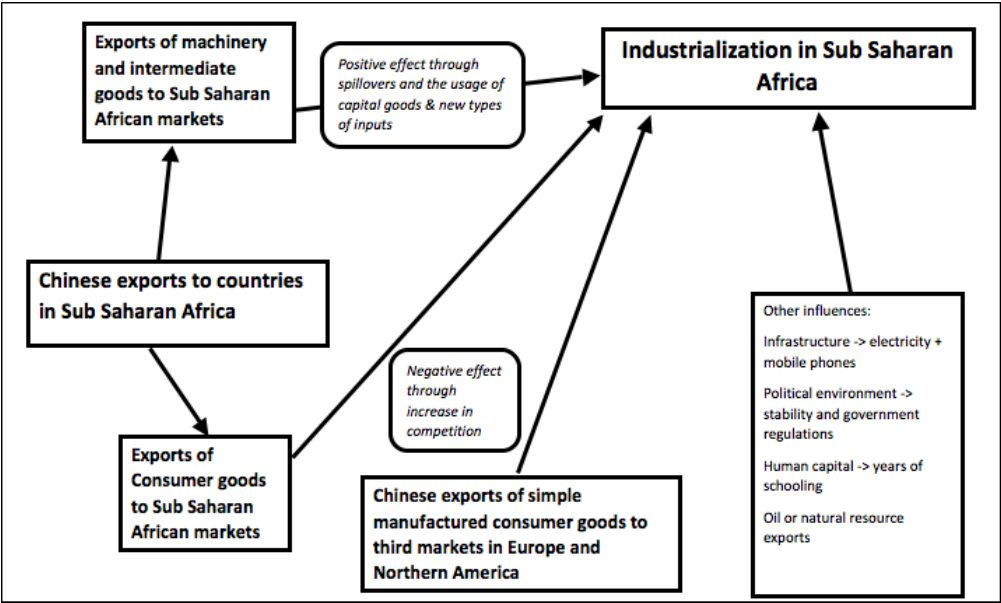 Exports of machinery
and intermediate
goods to Sub Saharan
African markets
Positive effect through
spillovers and the usage of
capital goods & new types
of inputs
Industrialization in Sub Saharan
Africa
Chinese exports to countries
in Sub Saharan Africa
Negative effect
through
increase in
competition
Exports of
Consumer goods
to Sub Saharan
African markets
Chinese exports of simple
manufactured consumer goods to
third markets in Europe and
Northern America
Other influences:
Infrastructure -> electricity +
mobile phones
Political environment ->
stability and government
regulations
Human capital -> years of
schooling
Oil or natural resource
exports